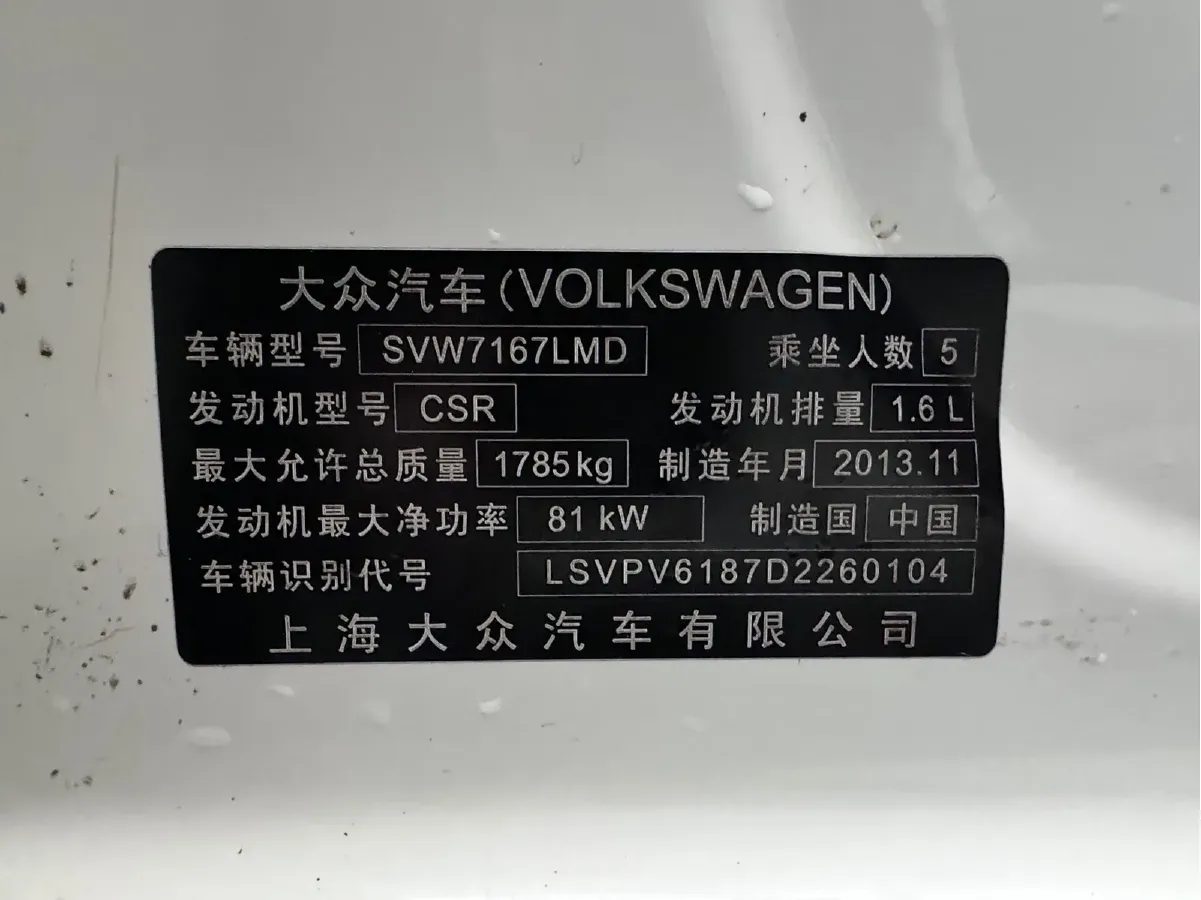 大众汽车(VOLKSWAGEN)
车辆型号 SVW7167LMD 乘坐人数 5
发动机型号 CSR 发动机排量 1.6 L
最大允许总质量 1785kg 制造年月 2013.11
发动机最大净功率 81 kW 制造国 中国
车辆识别代号 LSVPV6187D2260104
上海大众汽车有限公司